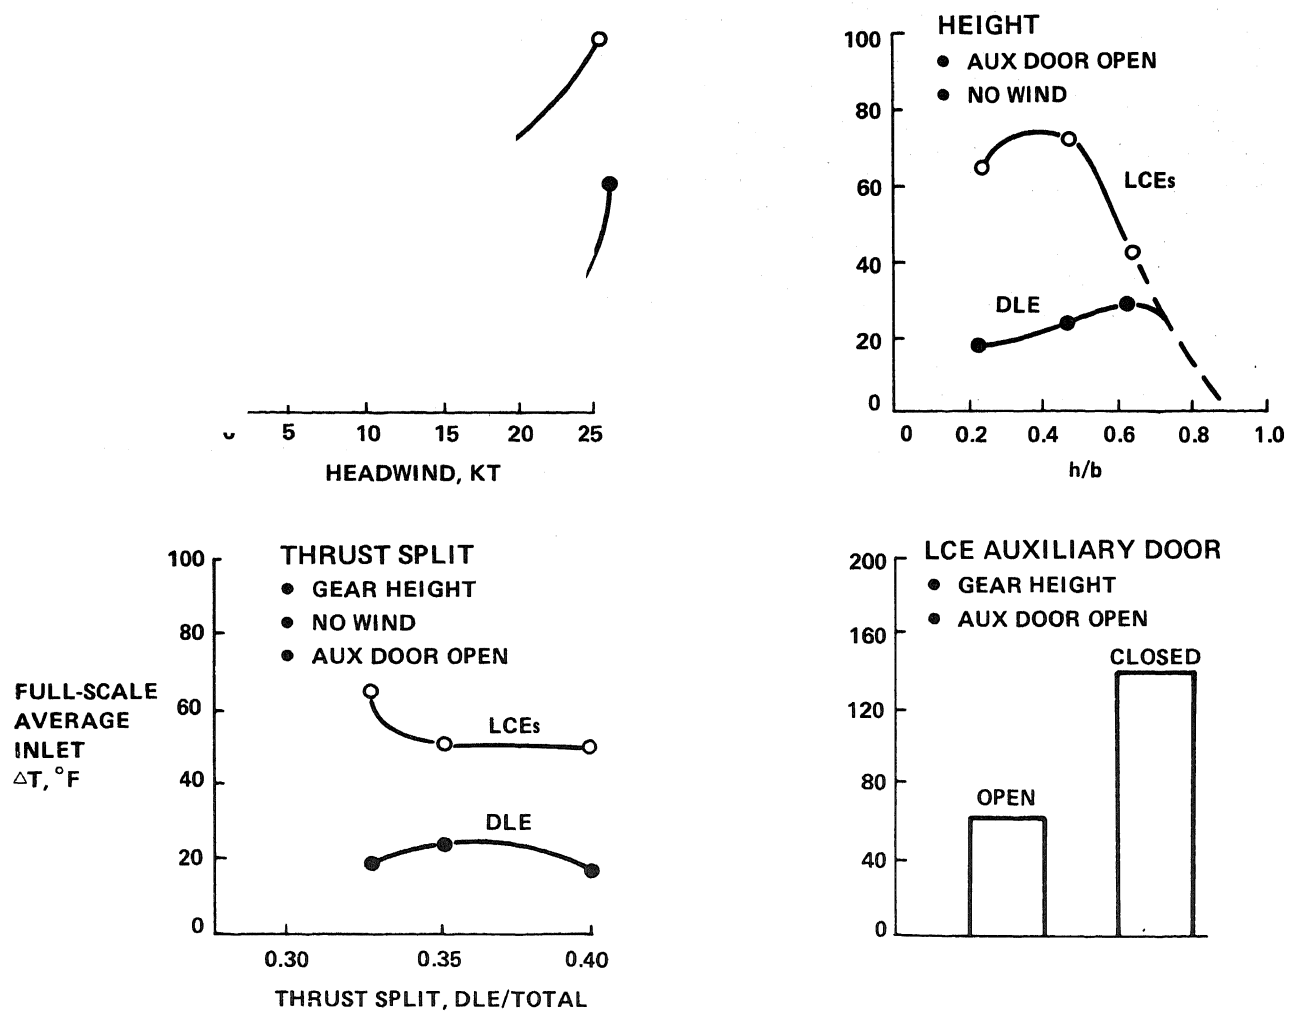 5 10 15 20 25
HEADWIND, KT
HEIGHT
• AUX DOOR OPEN
• NO WIND
100
80
60
40
20
0
LCEs
DLE
0 0.2 0.4 0.6 0.8 1.0
h/b
THRUST SPLIT
• GEAR HEIGHT
• NO WIND
• AUX DOOR OPEN
100
80
60
40
20
0
FULL-SCALE
AVERAGE
INLET
△T, °F
LCEs
DLE
0.30 0.35 0.40
THRUST SPLIT, DLE/TOTAL
LCE AUXILIARY DOOR
• GEAR HEIGHT
• AUX DOOR OPEN
200
160
120
80
40
0
OPEN
CLOSED